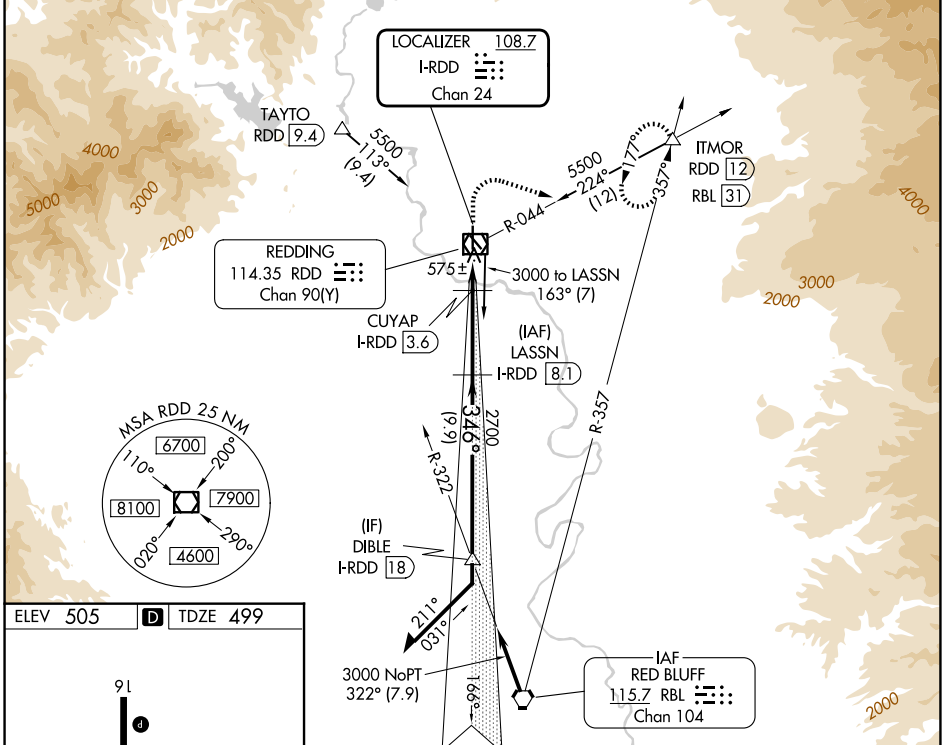 LOCALIZER 108.7
I-RDD
Chan 24
TAYTO
RDD 9.4
5500
113°
(9.4)
4000
5000
3000
2000
ITMOR
RDD 12
RBL 31
177°
357°
5500
224°
(12)
R-044
4000
3000
2000
REDDING
114.35 RDD
Chan 90(Y)
575±
3000 to LASSN
163° (7)
CUYAP
I-RDD 3.6
(IAF)
LASSN
I-RDD 8.1
2700
346°
(9.9)
R-357
R-322
MSA RDD 25 NM
6700
110°
200°
8100
7900
020°
290°
4600
(IF)
DIBLE
I-RDD 18
211°
031°
3000 NoPT
322° (7.9)
166°
IAF
RED BLUFF
115.7 RBL
Chan 104
2000
ELEV 505 D TDZE 499
16
P